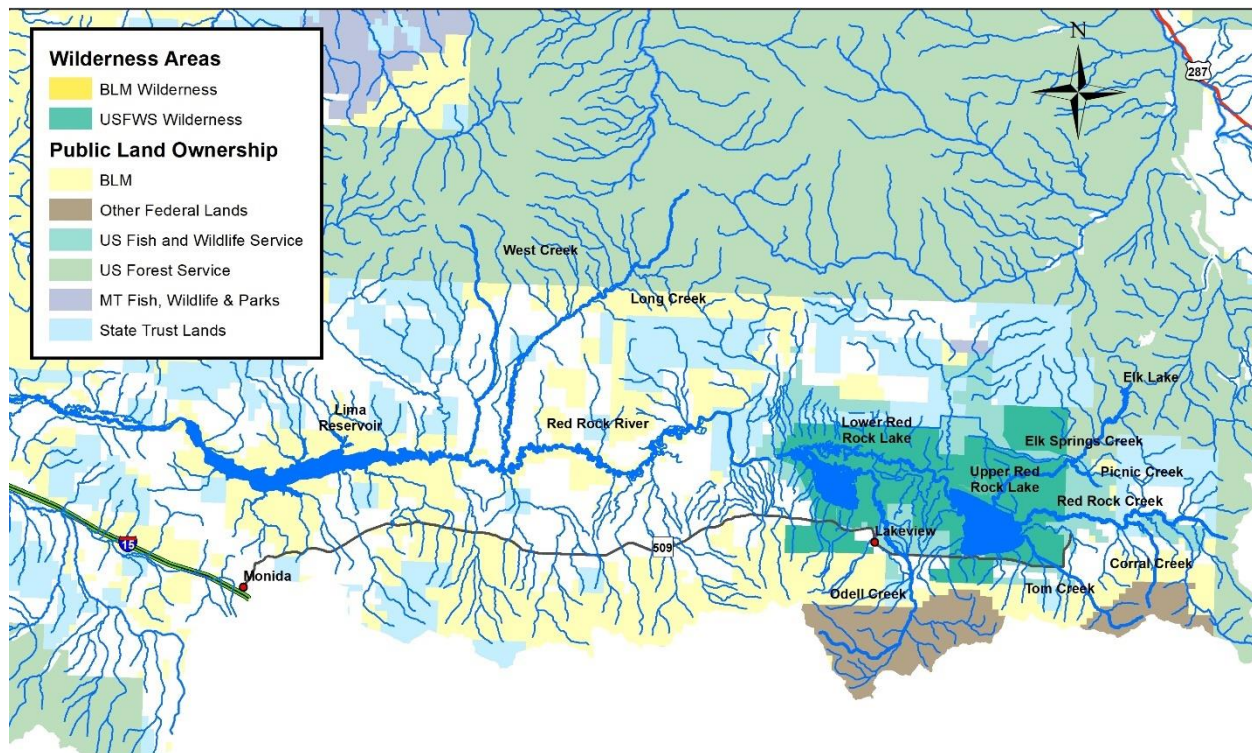 Wilderness Areas
BLM Wilderness
USFWS Wilderness
Public Land Ownership
BLM
Other Federal Lands
US Fish and Wildlife Service
US Forest Service
MT Fish, Wildlife & Parks
State Trust Lands
N
287
West Creek
Long Creek
Elk Lake
Lima
Reservoir
Red Rock River
Lower Red
Rock Lake
Elk Springs Creek
Upper Red
Rock Lake
Picnic Creek
Red Rock Creek
15
509
Lakeview
Monida
Corral Creek
Odell Creek
Tom Creek